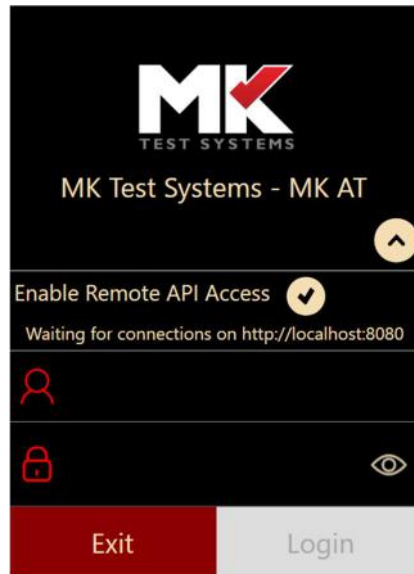 MK
TEST SYSTEMS
MK Test Systems - MK AT
Enable Remote API Access
Waiting for connections on http://localhost:8080
Exit
Login